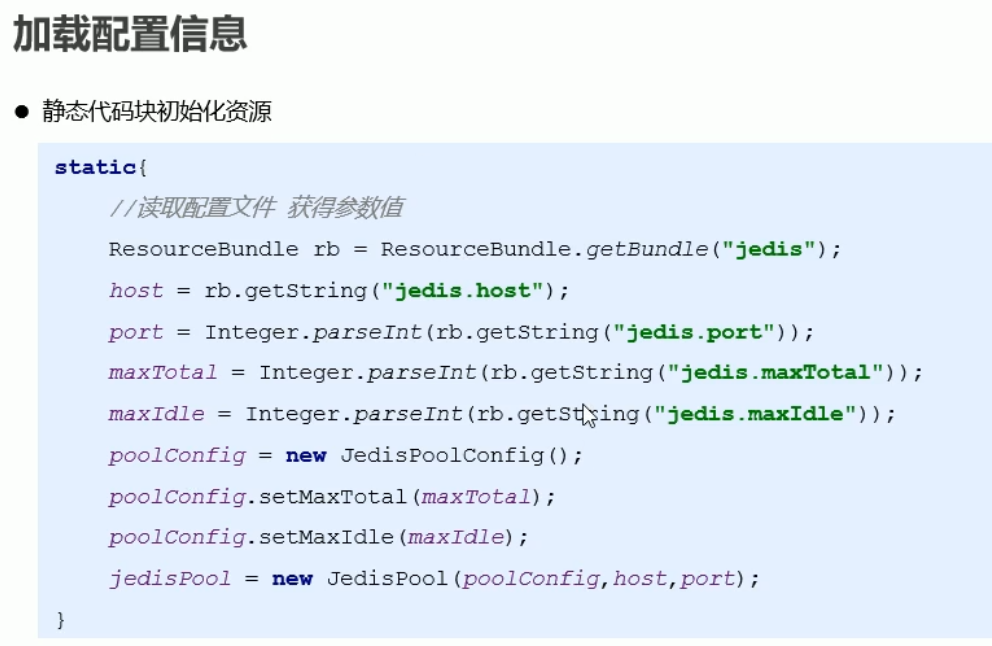 加载配置信息
● 静态代码块初始化资源
static{
//读取配置文件 获得参数值
ResourceBundle rb = ResourceBundle.getBundle("jedis");
host = rb.getString("jedis.host");
port = Integer.parseInt(rb.getString("jedis.port"));
maxTotal = Integer.parseInt(rb.getString("jedis.maxTotal"));
maxIdle = Integer.parseInt(rb.getString("jedis.maxIdle"));
poolConfig = new JedisPoolConfig();
poolConfig.setMaxTotal(maxTotal);
poolConfig.setMaxIdle(maxIdle);
jedisPool = new JedisPool(poolConfig,host,port);
}